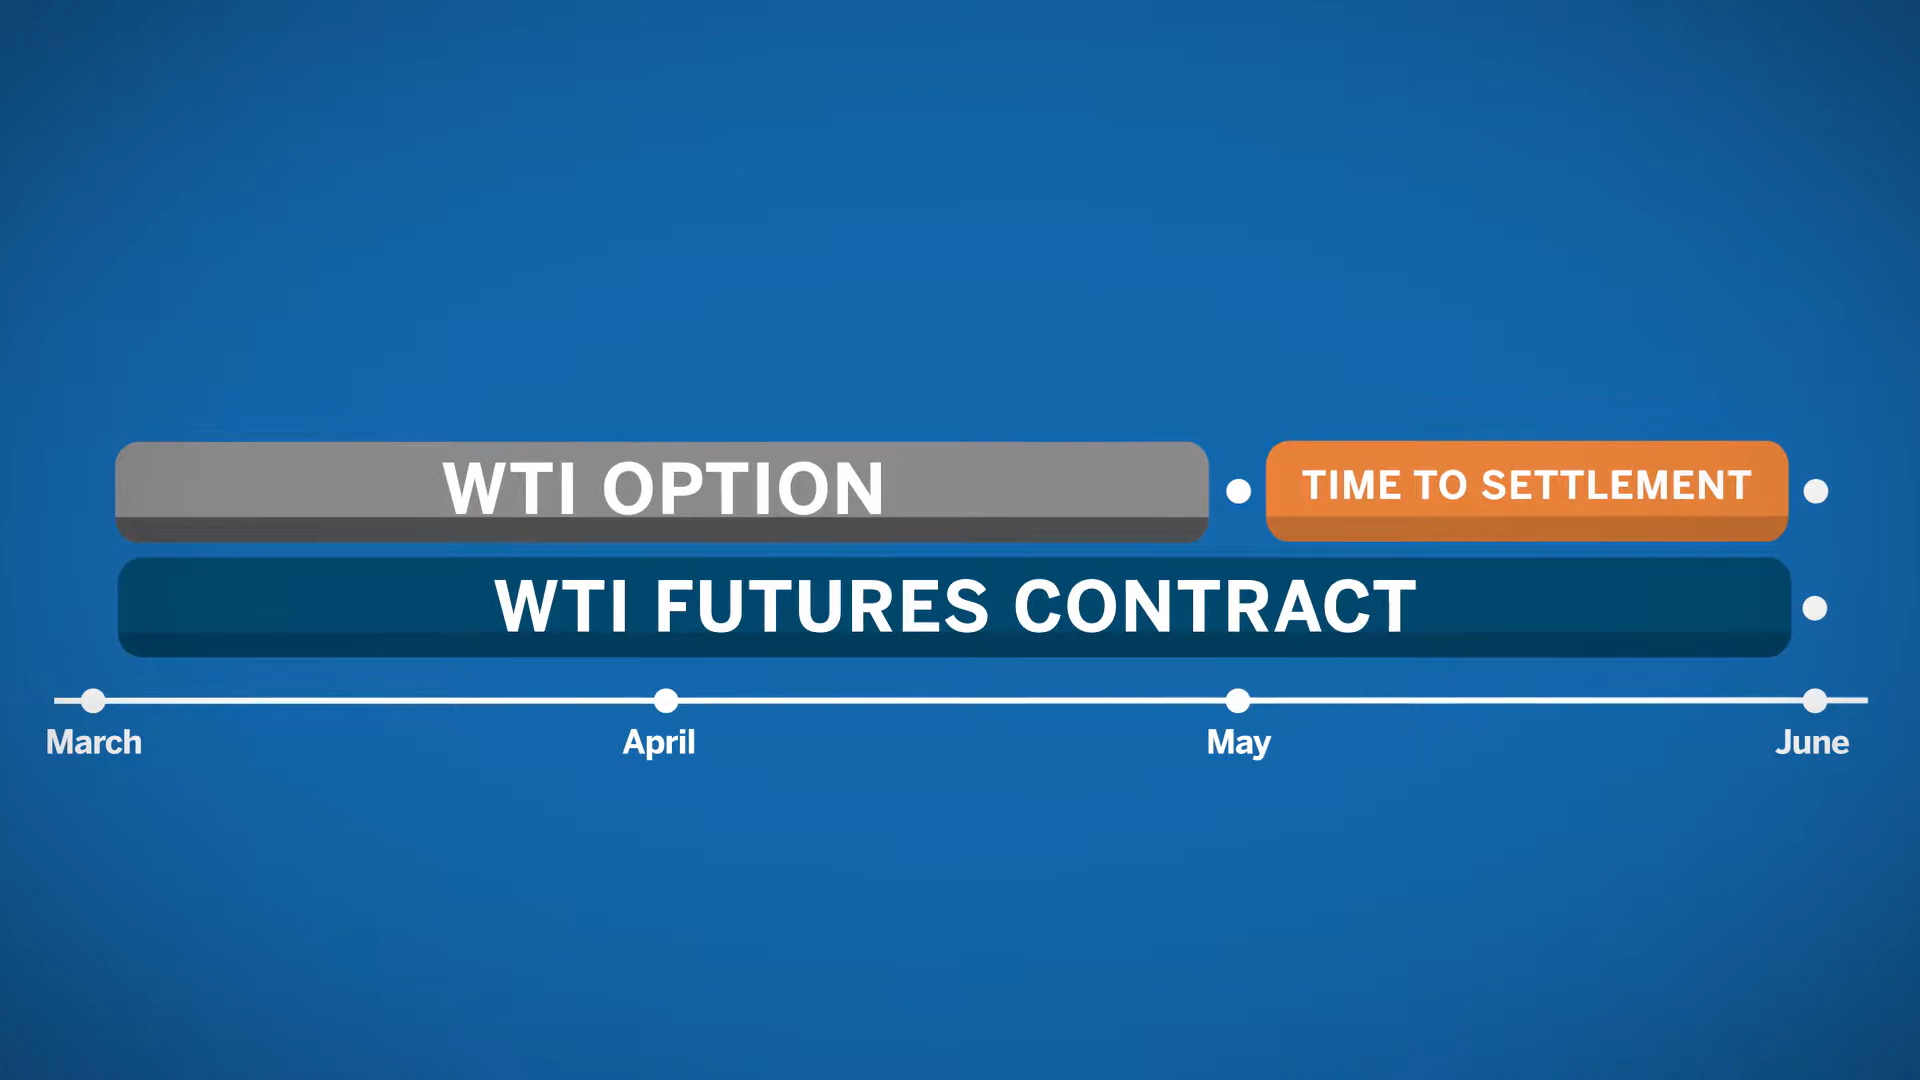 WTI OPTION
TIME TO SETTLEMENT
WTI FUTURES CONTRACT
March
April
May
June